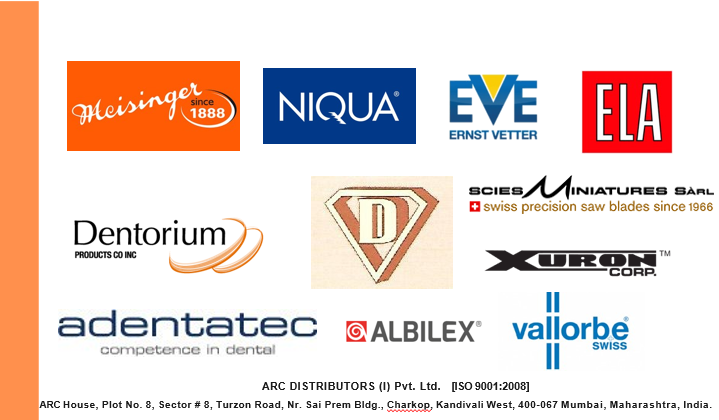 Meisinger
since
1888
NIQUA®
EVE
ERNST VETTER
ELA
Dentorium
PRODUCTS CO INC
D
SCIES MINIATURES SÀRL
swiss precision saw blades since 1966
XURON™
CORP.
adentatec
competence in dental
ALBILEX®
vallorbe®
SWISS
ARC DISTRIBUTORS (I) Pvt. Ltd. [ISO 9001:2008]
ARC House, Plot No. 8, Sector # 8, Turzon Road, Nr. Sai Prem Bldg., Charkop, Kandivali West, 400-067 Mumbai, Maharashtra, India.